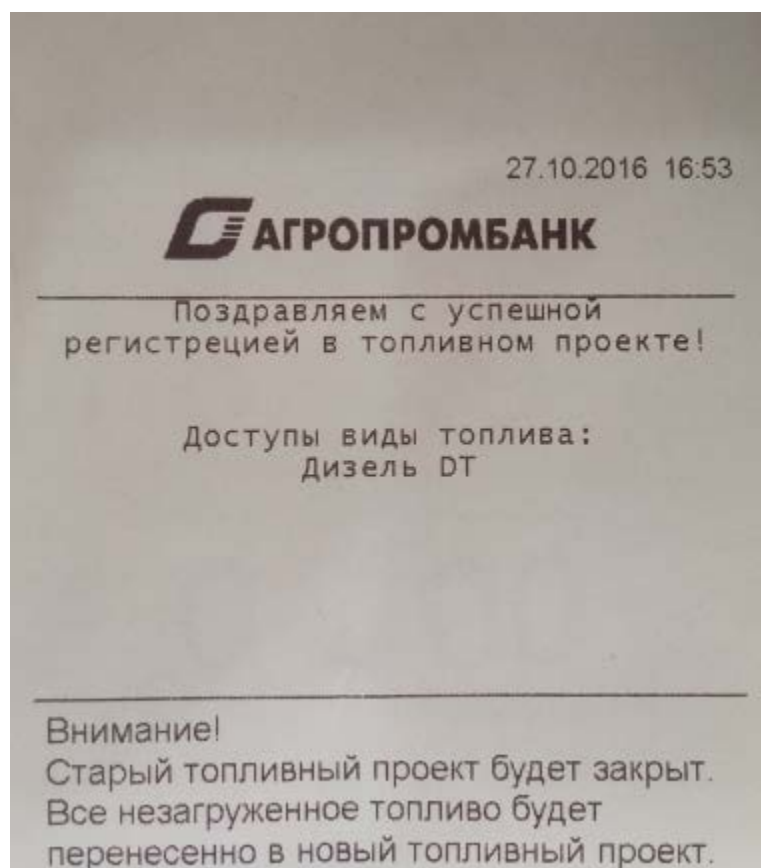 27.10.2016 16:53
АГРОПРОМБАНК
Поздравляем с успешной
регистрецией в топливном проекте!
Доступы виды топлива:
Дизель DT
Внимание!
Старый топливный проект будет закрыт.
Все незагруженное топливо будет
перенесенно в новый топливный проект.